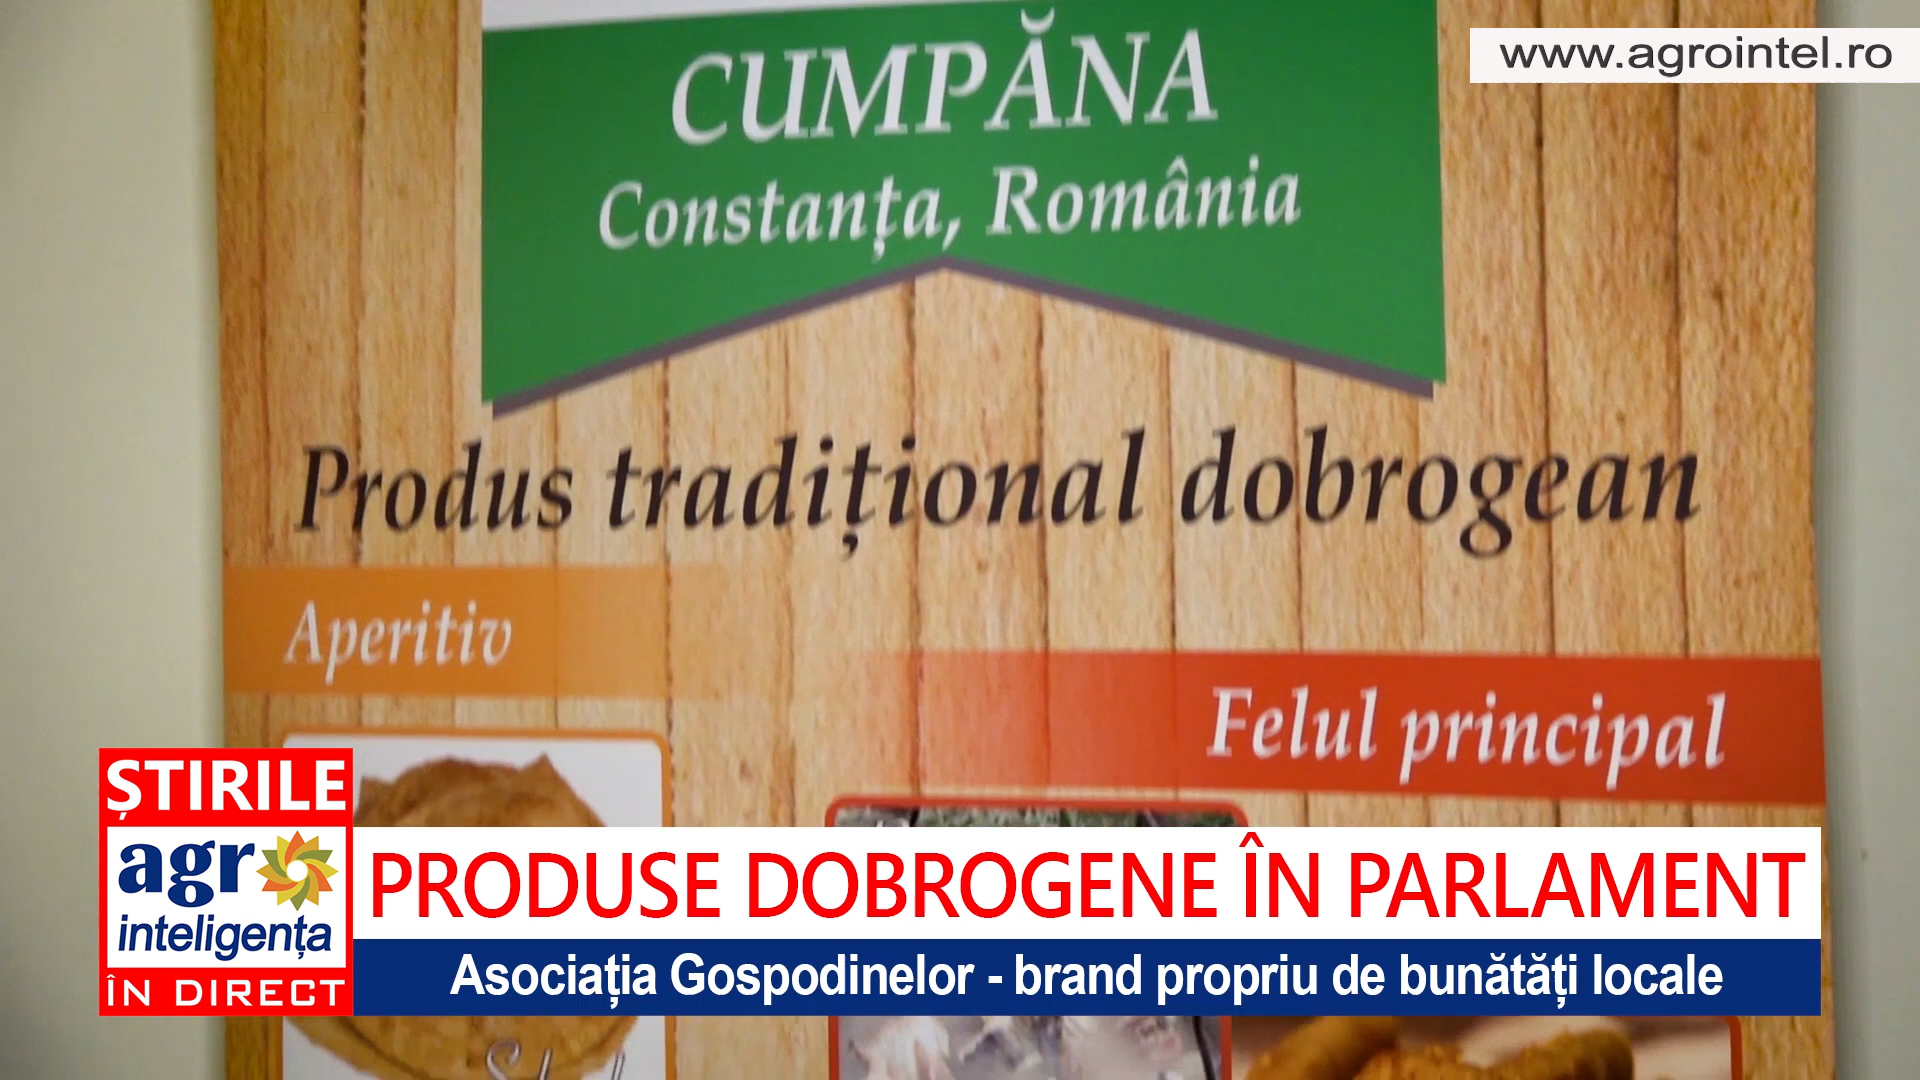 www.agrointel.ro
CUMPĂNA
Constanța, România
Produs tradițional dobrogean
Aperitiv
Felul principal
ȘTIRILE
agro
inteligența
ÎN DIRECT
PRODUSE DOBROGENE ÎN PARLAMENT
Asociația Gospodinelor - brand propriu de bunătăți locale